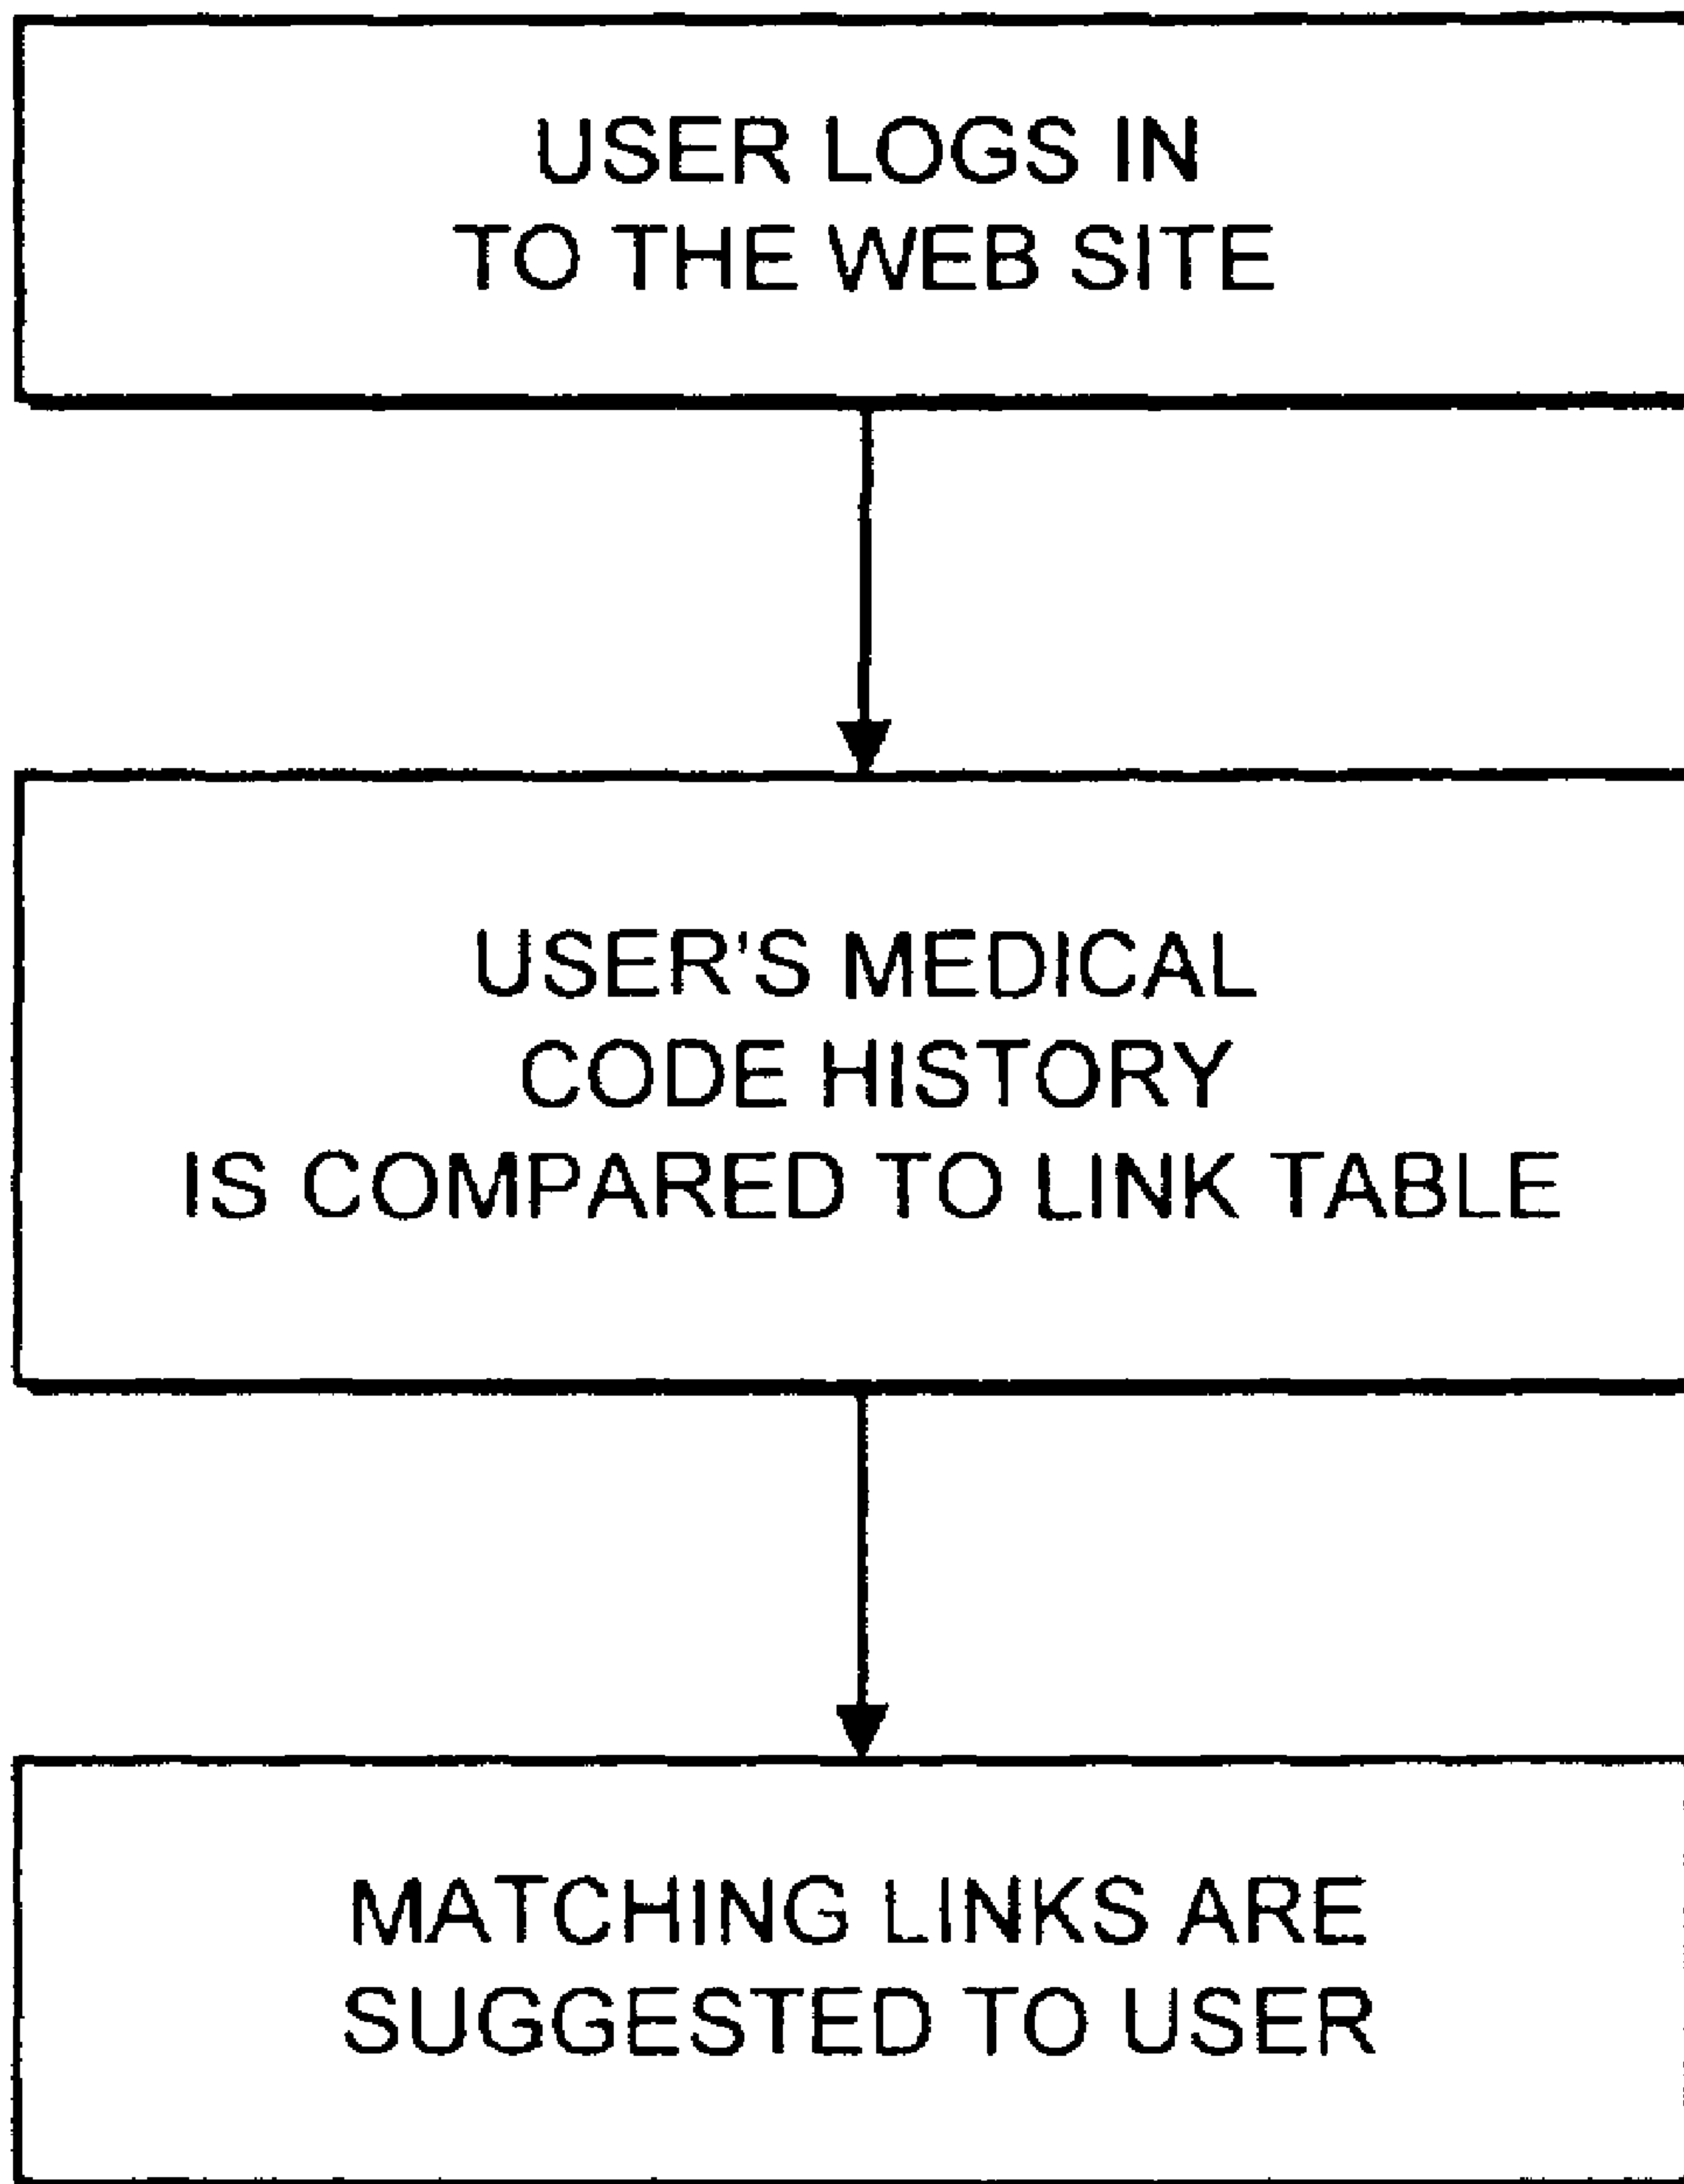 USER LOGS IN
TO THE WEB SITE
USER'S MEDICAL
CODE HISTORY
IS COMPARED TO LINK TABLE
MATCHING LINKS ARE
SUGGESTED TO USER